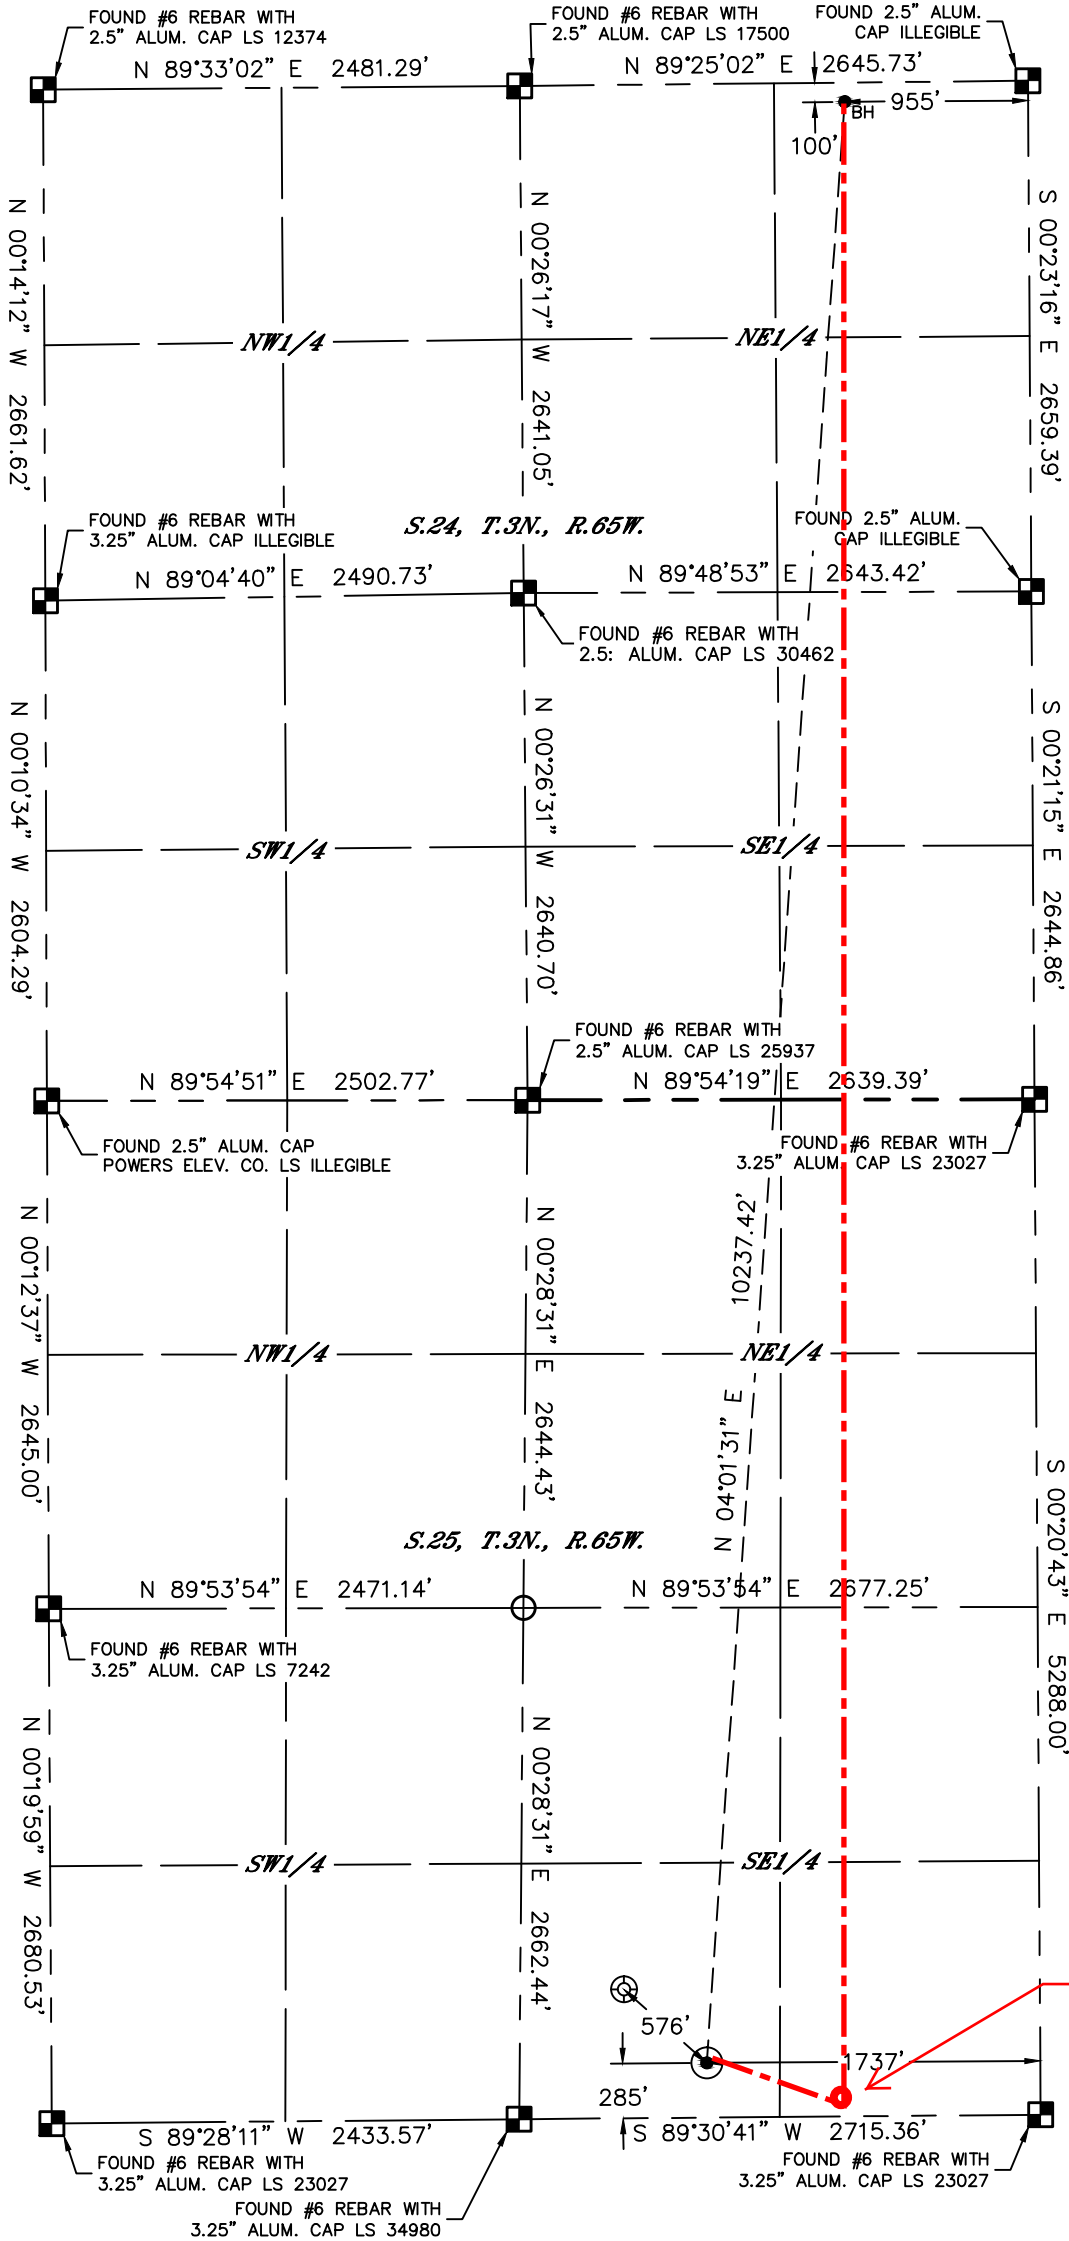 FOUND #6 REBAR WITH
2.5" ALUM. CAP LS 12374
FOUND #6 REBAR WITH
2.5" ALUM. CAP LS 17500
FOUND 2.5" ALUM.
CAP ILLEGIBLE
N 89°33'02" E 2481.29'
N 89°25'02" E 2645.73'
BH
955'
100'
N 00°14'12" W 2661.62'
N 00°26'17" W 2641.05'
S 00°23'16" E 2659.39'
NW1/4
NE1/4
FOUND #6 REBAR WITH
3.25" ALUM. CAP ILLEGIBLE
S.24, T.3N., R.65W.
FOUND 2.5" ALUM.
CAP ILLEGIBLE
N 89°04'40" E 2490.73'
N 89°48'53" E 2643.42'
FOUND #6 REBAR WITH
2.5: ALUM. CAP LS 30462
N 00°10'34" W 2604.29'
N 00°26'31" W 2640.70'
S 00°21'15" E 2644.86'
SW1/4
SE1/4
FOUND #6 REBAR WITH
2.5" ALUM. CAP LS 25937
N 89°54'51" E 2502.77'
N 89°54'19" E 2639.39'
FOUND 2.5" ALUM. CAP
POWERS ELEV. CO. LS ILLEGIBLE
FOUND #6 REBAR WITH
3.25" ALUM. CAP LS 23027
N 00°12'37" W 2645.00'
N 00°28'31" E 2644.43'
N 04°01'31" E 10237.42'
NW1/4
NE1/4
S 00°20'43" E 5288.00'
S.25, T.3N., R.65W.
N 89°53'54" E 2471.14'
N 89°53'54" E 2677.25'
FOUND #6 REBAR WITH
3.25" ALUM. CAP LS 7242
N 00°19'59" W 2680.53'
N 00°28'31" E 2662.44'
SW1/4
SE1/4
576'
1737'
285'
S 89°28'11" W 2433.57'
S 89°30'41" W 2715.36'
FOUND #6 REBAR WITH
3.25" ALUM. CAP LS 23027
FOUND #6 REBAR WITH
3.25" ALUM. CAP LS 23027
FOUND #6 REBAR WITH
3.25" ALUM. CAP LS 34980